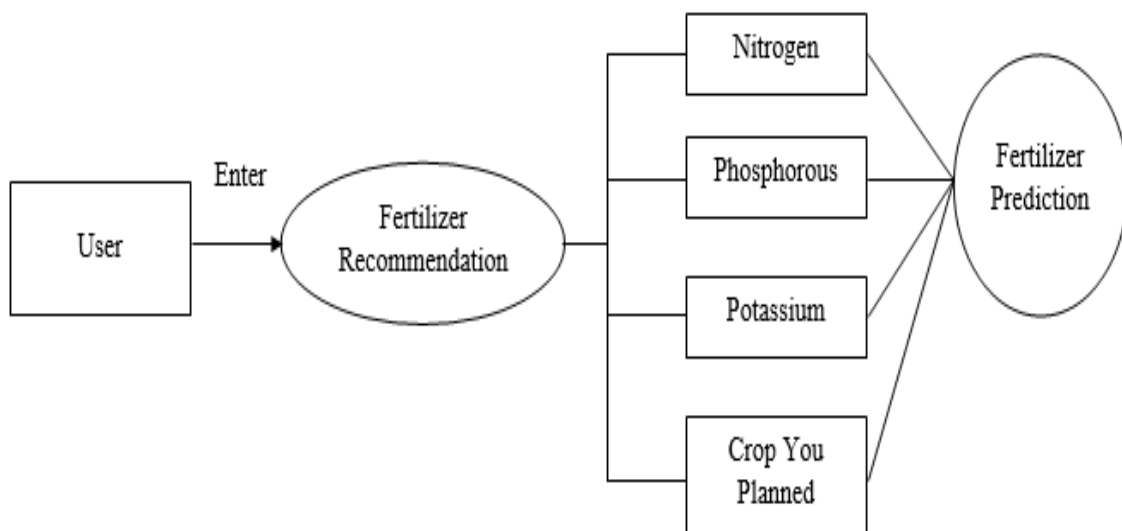 User
Enter
Fertilizer
Recommendation
Nitrogen
Phosphorous
Potassium
Crop You
Planned
Fertilizer
Prediction